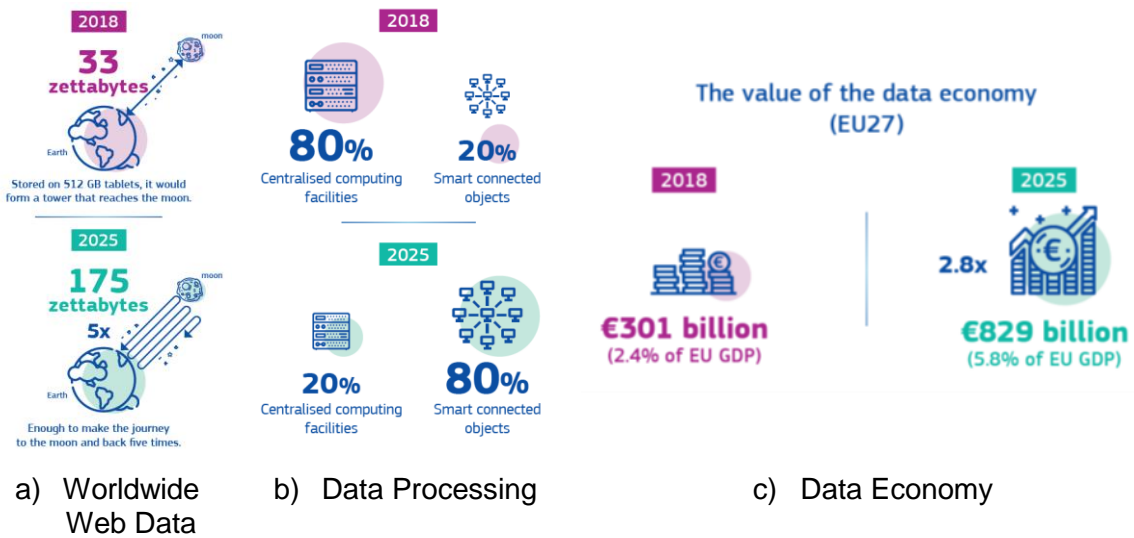 2018
moon
33
zettabytes
Earth
Stored on 512 GB tablets, it would
form a tower that reaches the moon.
2025
175
zettabytes
moon
5x
Earth
Enough to make the journey
to the moon and back five times.
a) Worldwide
Web Data
2018
80%
Centralised computing
facilities
20%
Smart connected
objects
2025
20%
Centralised computing
facilities
80%
Smart connected
objects
b) Data Processing
The value of the data economy
(EU27)
2018
€
€301 billion
(2.4% of EU GDP)
2025
2.8x
€
€829 billion
(5.8% of EU GDP)
c) Data Economy